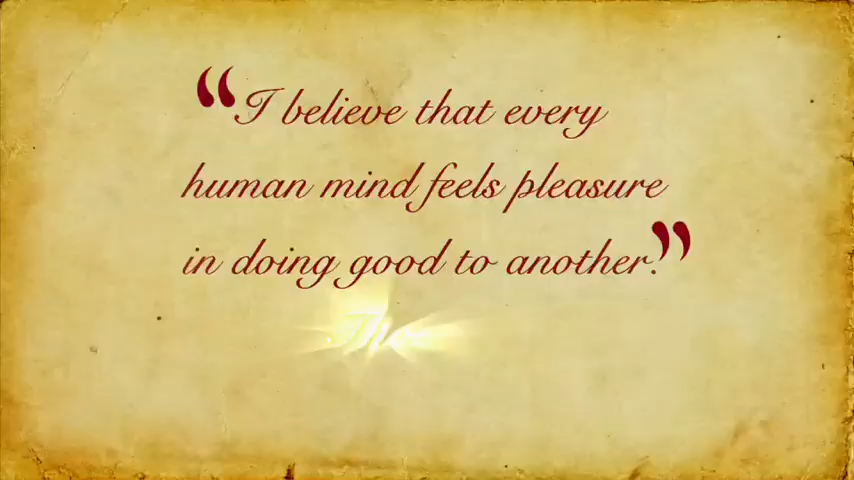 “I believe that every
human mind feels pleasure
in doing good to another.”